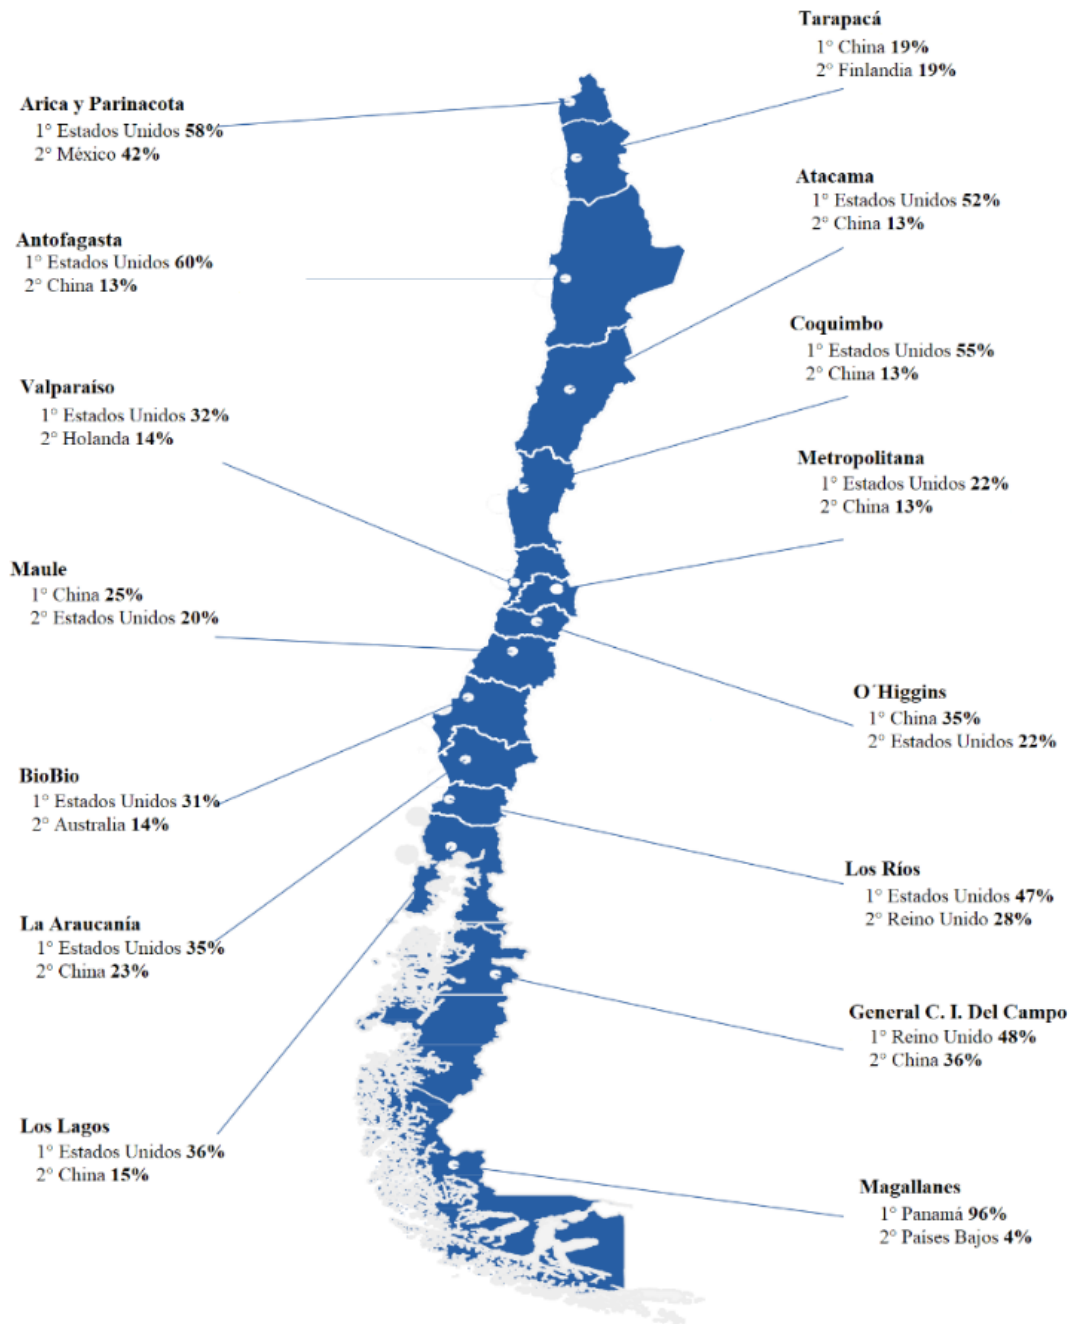 Tarapacá
1° China 19%
2° Finlandia 19%
Arica y Parinacota
1° Estados Unidos 58%
2° México 42%
Atacama
1° Estados Unidos 52%
2° China 13%
Antofagasta
1° Estados Unidos 60%
2° China 13%
Coquimbo
1° Estados Unidos 55%
2° China 13%
Valparaíso
1° Estados Unidos 32%
2° Holanda 14%
Metropolitana
1° Estados Unidos 22%
2° China 13%
Maule
1° China 25%
2° Estados Unidos 20%
O´Higgins
1° China 35%
2° Estados Unidos 22%
BioBio
1° Estados Unidos 31%
2° Australia 14%
Los Ríos
1° Estados Unidos 47%
2° Reino Unido 28%
La Araucanía
1° Estados Unidos 35%
2° China 23%
General C. I. Del Campo
1° Reino Unido 48%
2° China 36%
Los Lagos
1° Estados Unidos 36%
2° China 15%
Magallanes
1° Panamá 96%
2° Países Bajos 4%